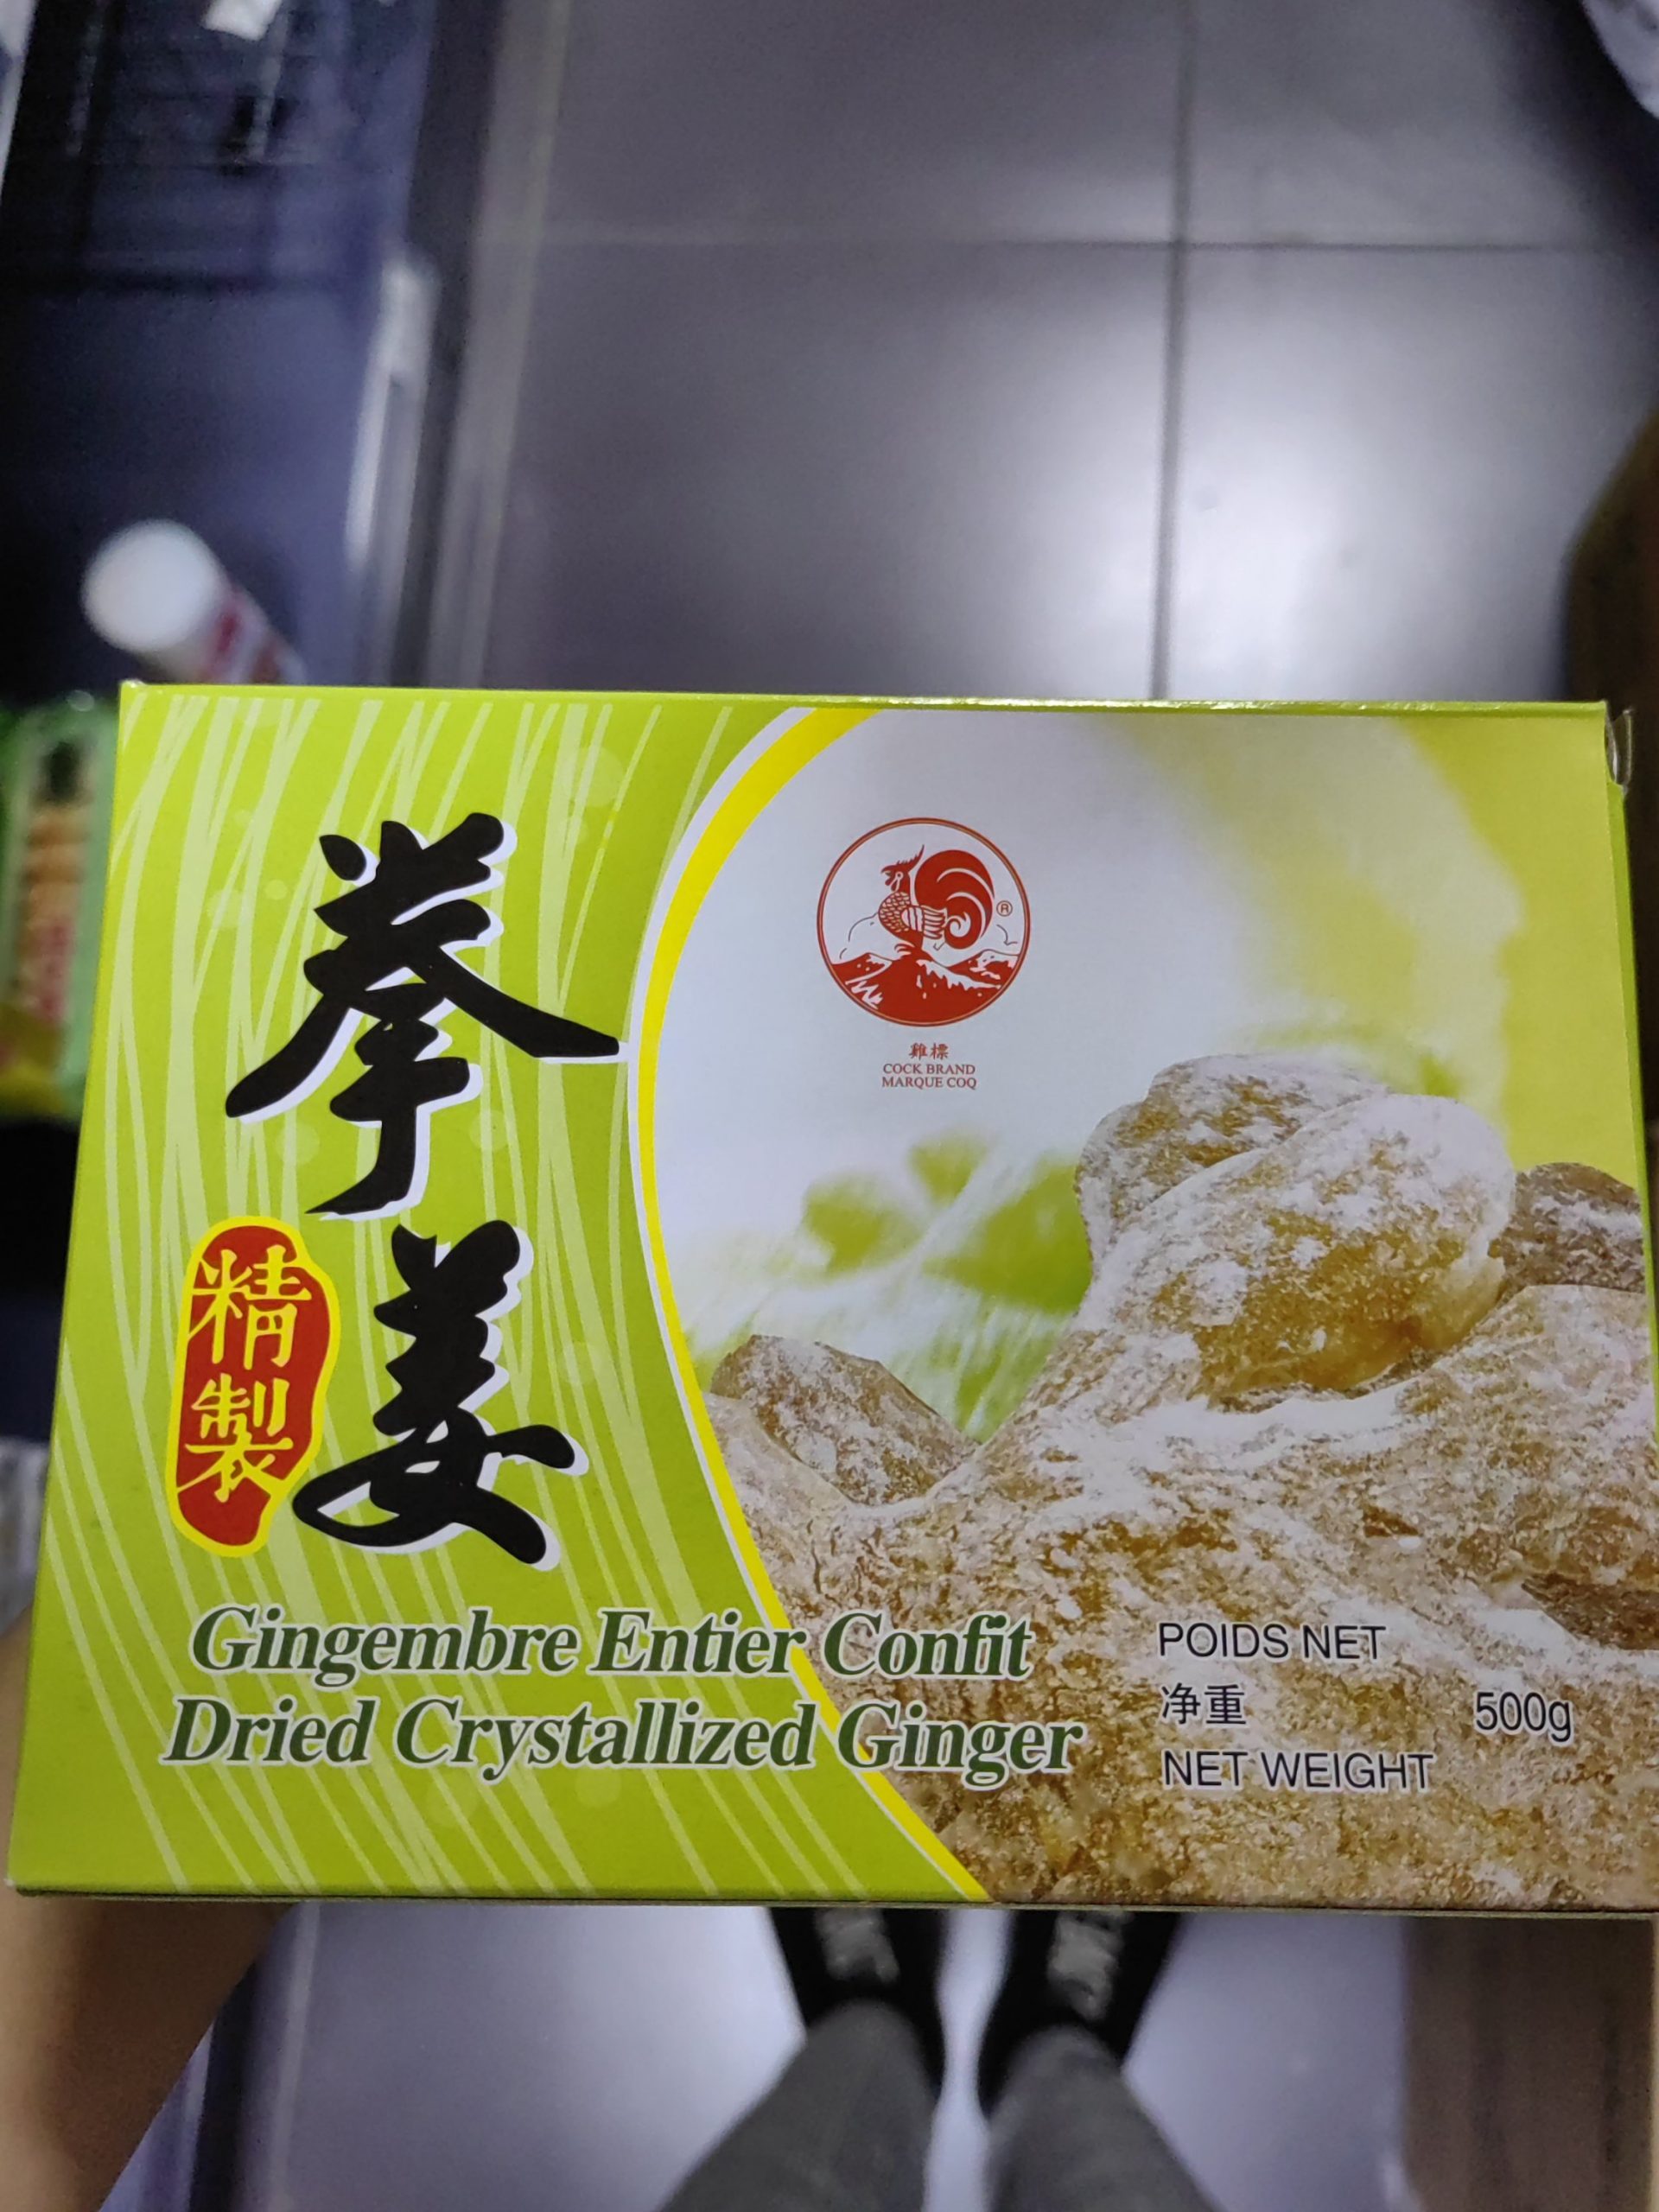 拳姜
精製
®
雞標
COCK BRAND
MARQUE COQ
Gingembre Entier Confit
Dried Crystallized Ginger
POIDS NET
净重 500g
NET WEIGHT